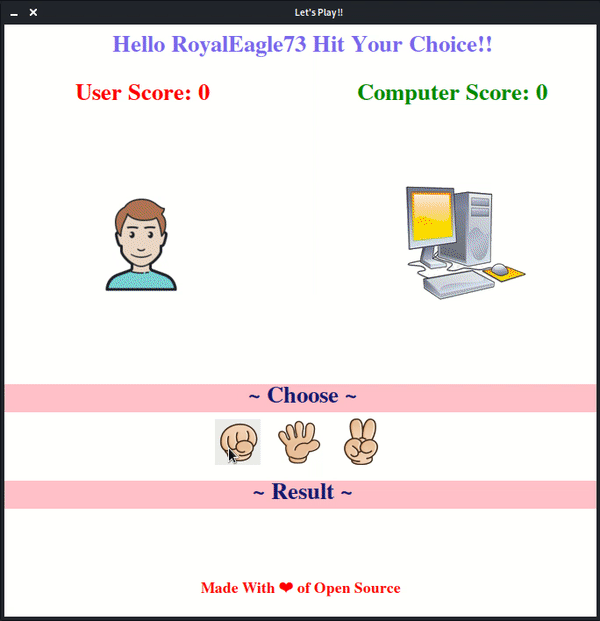 Let's Play!!
Hello RoyalEagle73 Hit Your Choice!!
User Score: 0
Computer Score: 0
~ Choose ~
~ Result ~
Made With ❤ of Open Source